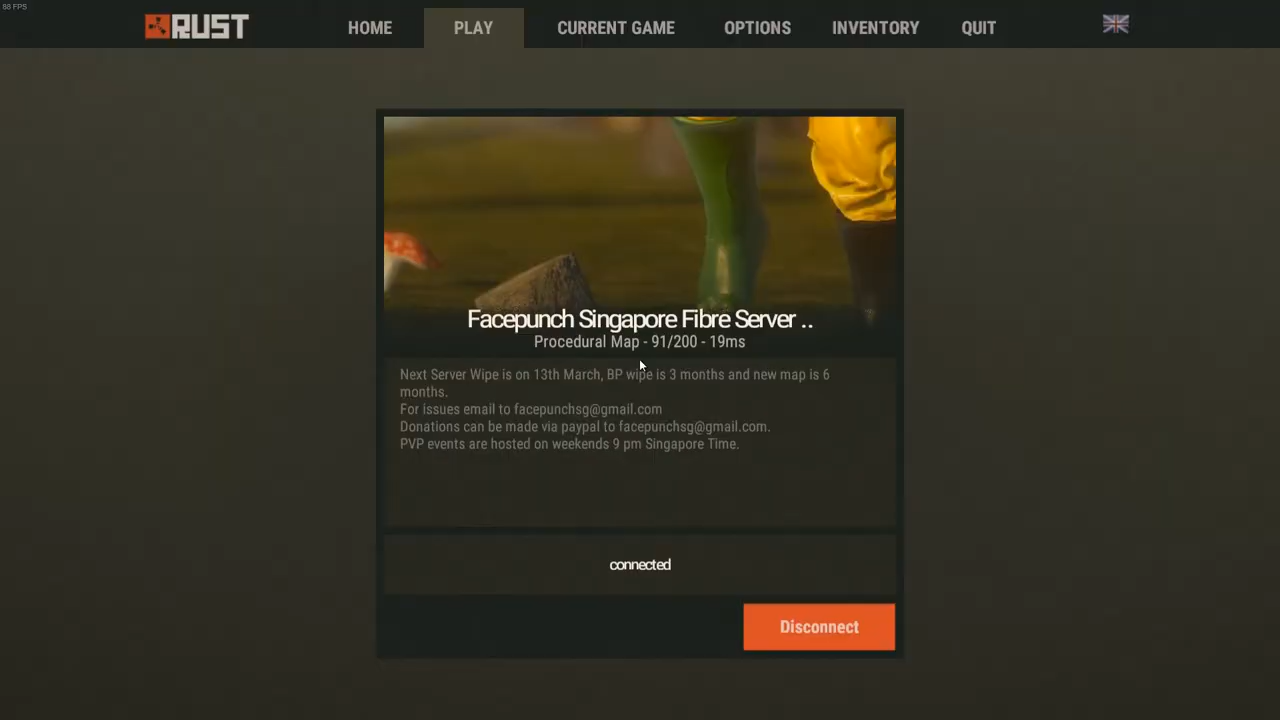 88 FPS
RUST
HOME
PLAY
CURRENT GAME
OPTIONS
INVENTORY
QUIT
Facepunch Singapore Fibre Server ..
Procedural Map - 91/200 - 19ms
Next Server Wipe is on 13th March, BP wipe is 3 months and new map is 6
months.
For issues email to facepunchsg@gmail.com
Donations can be made via paypal to facepunchsg@gmail.com.
PVP events are hosted on weekends 9 pm Singapore Time.
connected
Disconnect